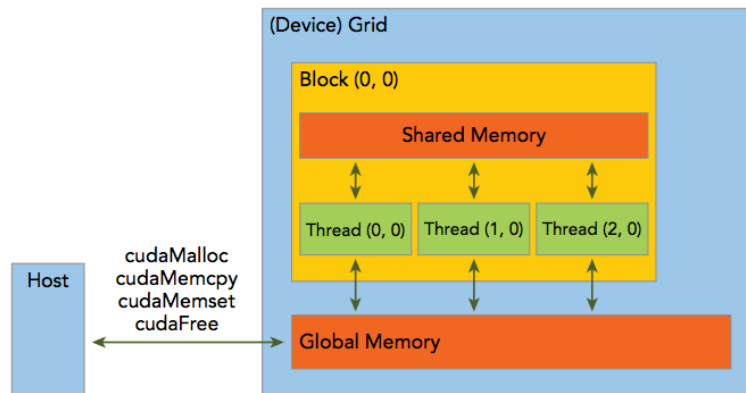 (Device) Grid
Block (0, 0)
Shared Memory
Thread (0, 0) Thread (1, 0) Thread (2, 0)
cudaMalloc
cudaMemcpy
cudaMemset
cudaFree
Host
Global Memory